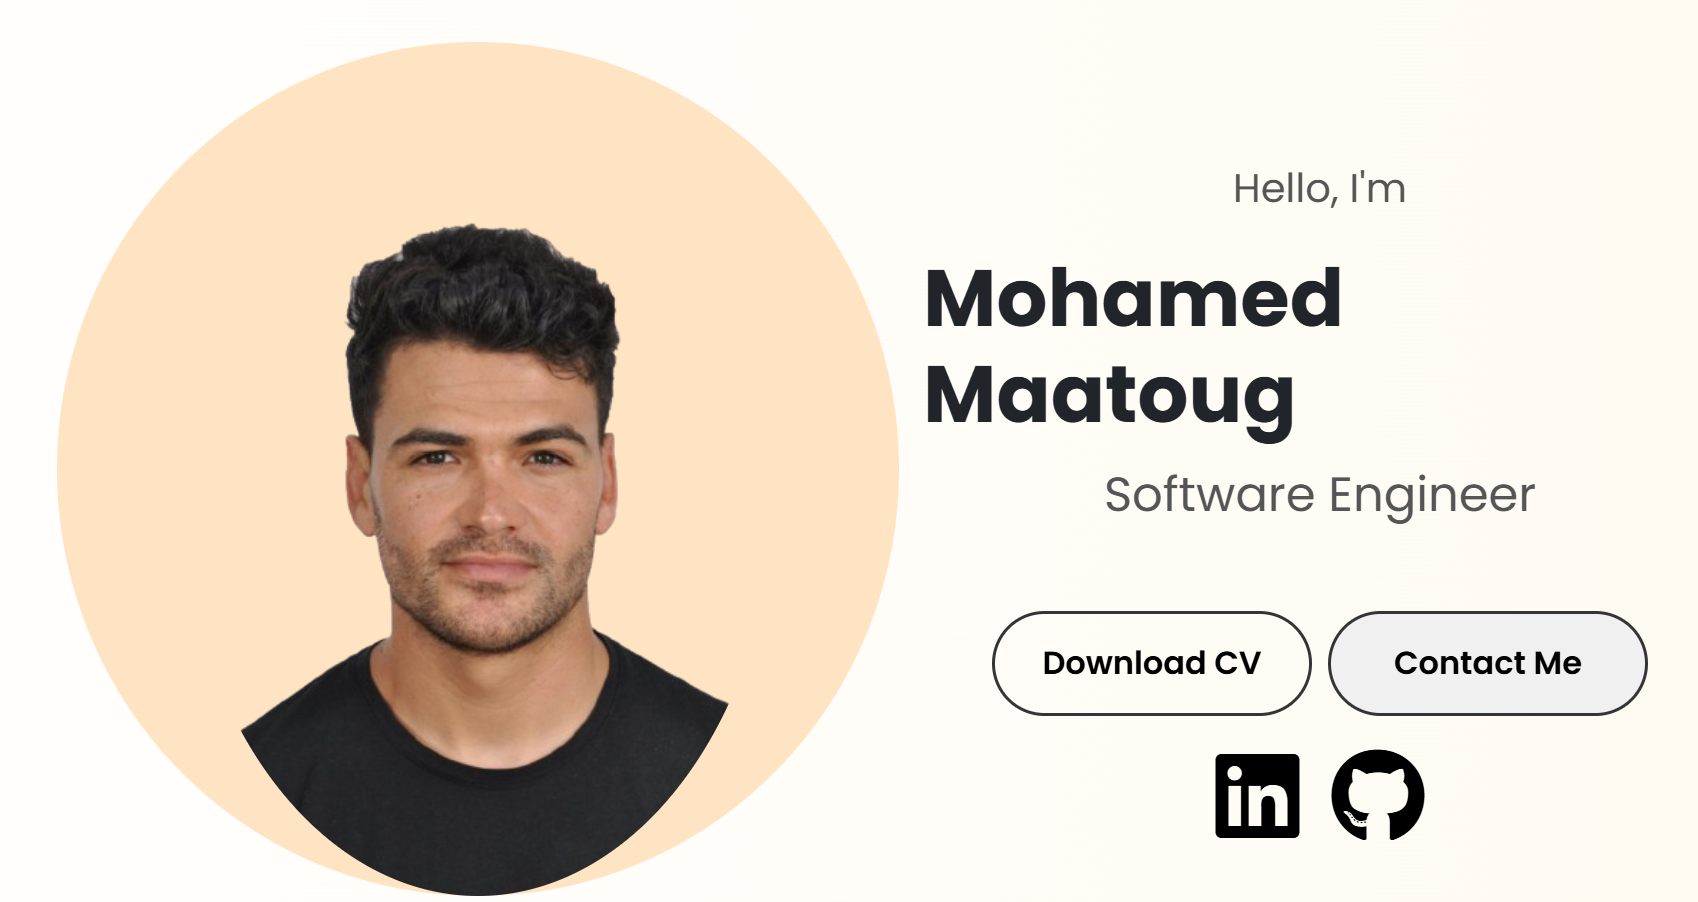 Hello, I'm
Mohamed
Maatoug
Software Engineer
Download CV
Contact Me
in